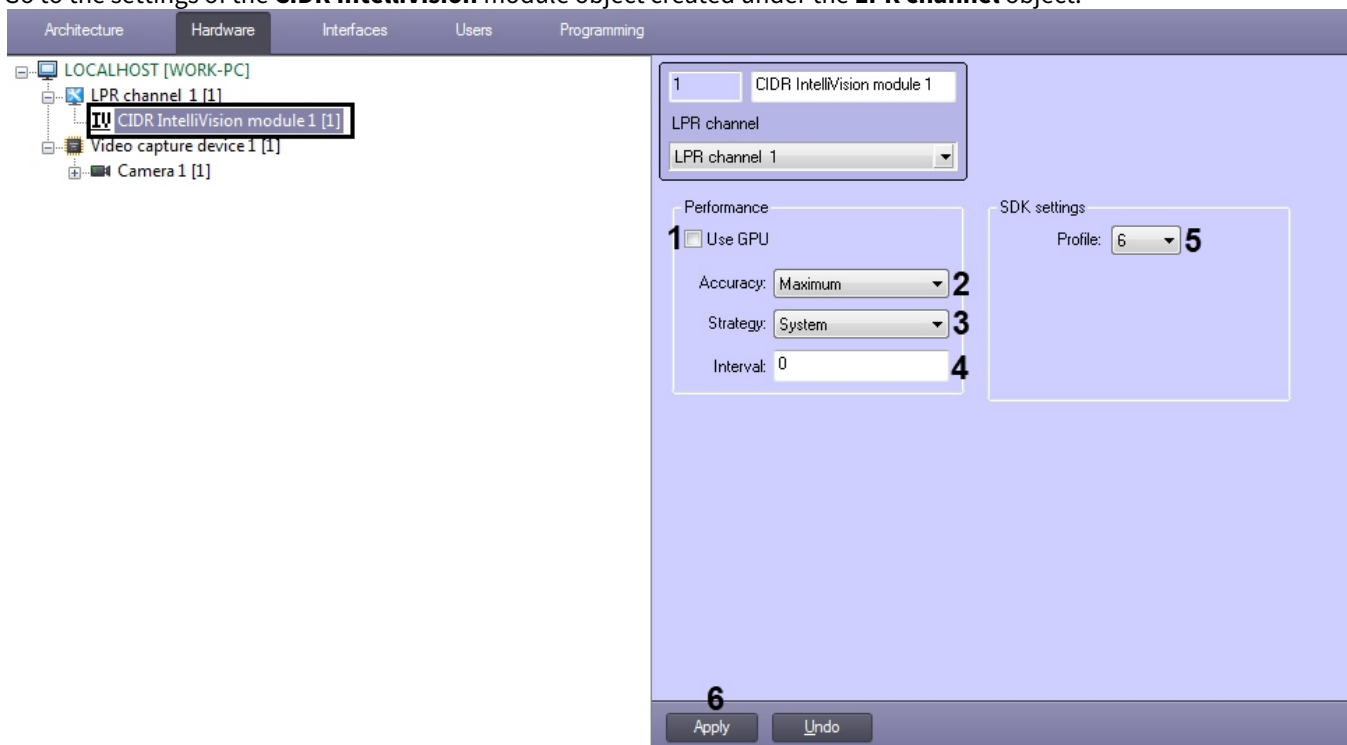 Go to the settings of the CIDR IntelliVision module object created under the LPR channel object.
Architecture Hardware Interfaces Users Programming
LOCALHOST [WORK-PC]
LPR channel 1 [1]
CIDR IntelliVision module 1 [1]
Video capture device 1 [1]
Camera 1 [1]
1 CIDR IntelliVision module 1
LPR channel
LPR channel 1
Performance
1 Use GPU
Accuracy: Maximum 2
Strategy: System 3
Interval: 0 4
SDK settings
Profile: 6 5
6
Apply Undo